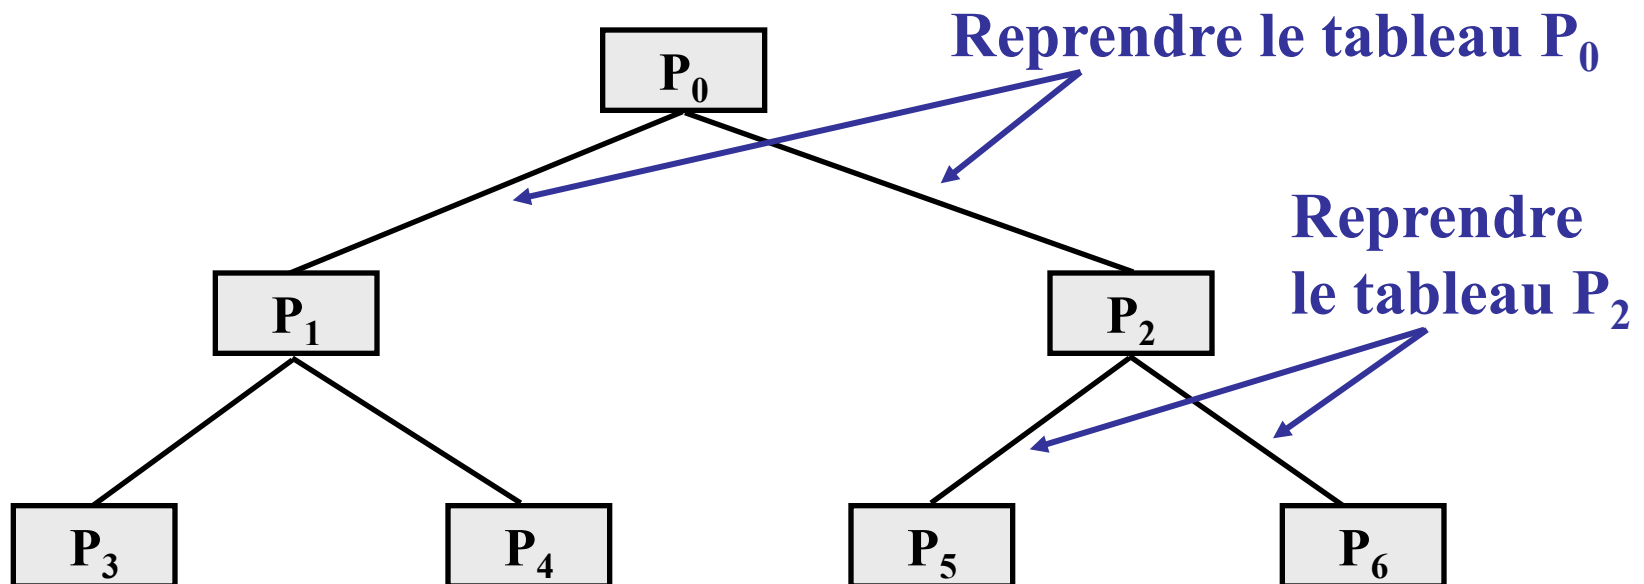 Reprendre le tableau P₀
P₀
Reprendre
le tableau P₂
P₁
P₂
P₃
P₄
P₅
P₆